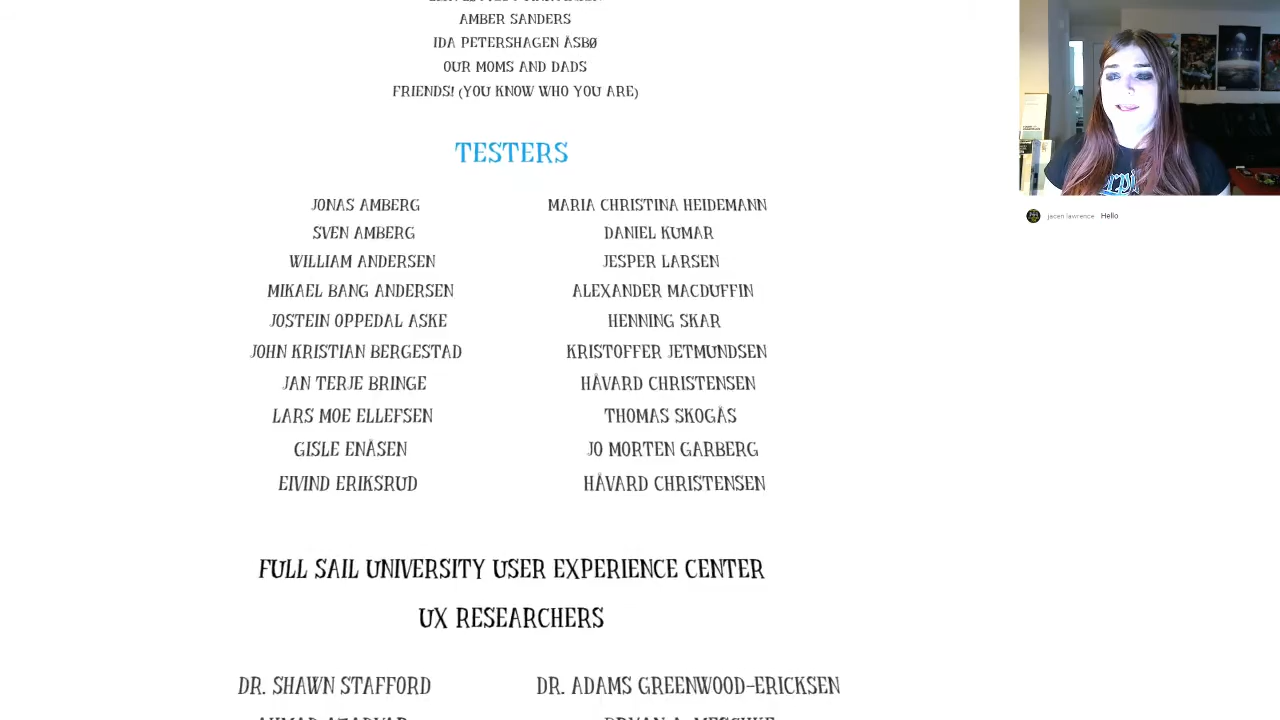 AMBER SANDERS
IDA PETERSHAGEN ÅSBØ
OUR MOMS AND DADS
FRIENDS! (YOU KNOW WHO YOU ARE)
TESTERS
JONAS AMBERG MARIA CHRISTINA HEIDEMANN
SVEN AMBERG DANIEL KUMAR
WILLIAM ANDERSEN JESPER LARSEN
MIKAEL BANG ANDERSEN ALEXANDER MACDUFFIN
JOSTEIN OPPEDAL ASKE HENNING SKAR
JOHN KRISTIAN BERGESTAD KRISTOFFER JETMUNDSEN
JAN TERJE BRINGE HÅVARD CHRISTENSEN
LARS MOE ELLEFSEN THOMAS SKOGÅS
GISLE ENÅSEN JO MORTEN GARBERG
EIVIND ERIKSRUD HÅVARD CHRISTENSEN
FULL SAIL UNIVERSITY USER EXPERIENCE CENTER
UX RESEARCHERS
DR. SHAWN STAFFORD DR. ADAMS GREENWOOD-ERICKSEN
jacen lawrence Hello